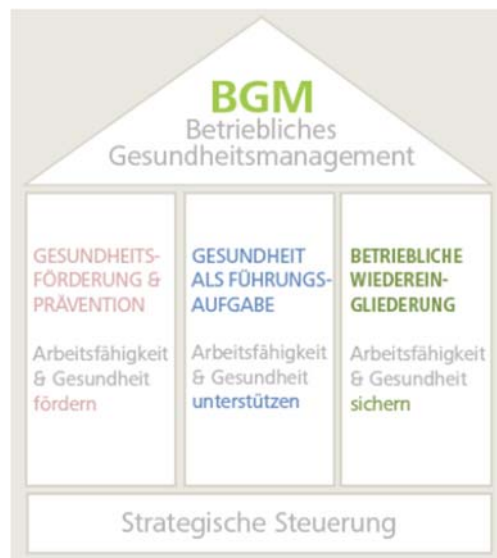 BGM
Betriebliches
Gesundheitsmanagement
GESUNDHEITS-
FÖRDERUNG &
PRÄVENTION
Arbeitsfähigkeit
& Gesundheit
fördern
GESUNDHEIT
ALS FÜHRUNGS-
AUFGABE
Arbeitsfähigkeit
& Gesundheit
unterstützen
BETRIEBLICHE
WIEDEREIN-
GLIEDERUNG
Arbeitsfähigkeit
& Gesundheit
sichern
Strategische Steuerung